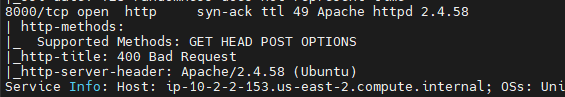 8000/tcp open  http     syn-ack ttl 49 Apache httpd 2.4.58
| http-methods:
|_  Supported Methods: GET HEAD POST OPTIONS
|_http-title: 400 Bad Request
|_http-server-header: Apache/2.4.58 (Ubuntu)
Service Info: Host: ip-10-2-2-153.us-east-2.compute.internal; OSs: Uni